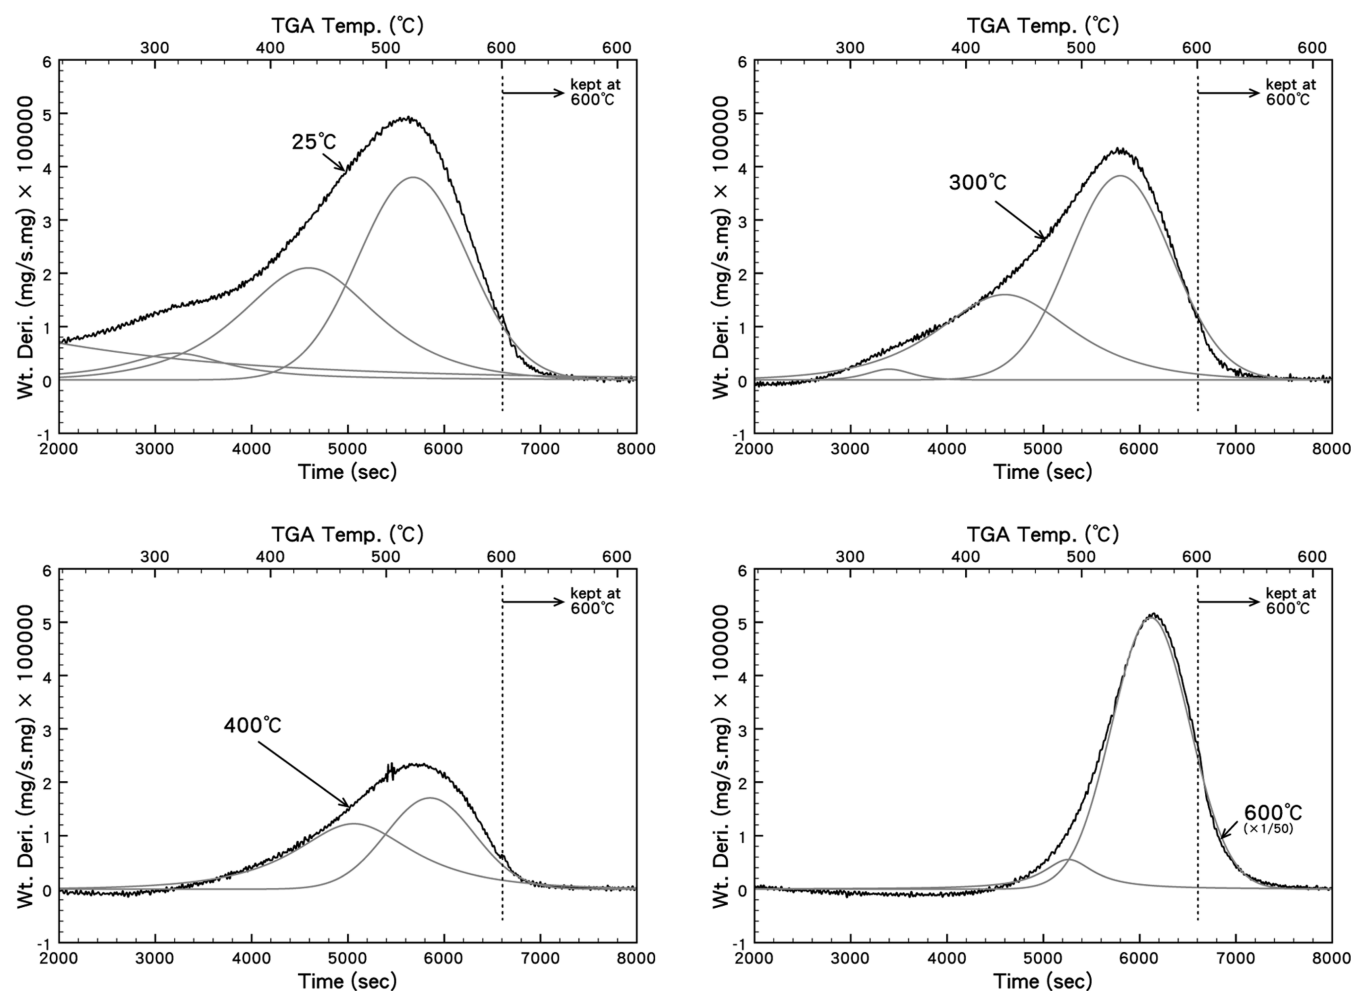 TGA Temp. (℃)
300 400 500 600 600
6
5
4
3
2
1
0
-1
Wt. Deri. (mg/s.mg) × 100000
kept at
600℃
25℃
2000 3000 4000 5000 6000 7000 8000
Time (sec)
TGA Temp. (℃)
300 400 500 600 600
6
5
4
3
2
1
0
-1
Wt. Deri. (mg/s.mg) × 100000
kept at
600℃
300℃
2000 3000 4000 5000 6000 7000 8000
Time (sec)
TGA Temp. (℃)
300 400 500 600 600
6
5
4
3
2
1
0
-1
Wt. Deri. (mg/s.mg) × 100000
kept at
600℃
400℃
2000 3000 4000 5000 6000 7000 8000
Time (sec)
TGA Temp. (℃)
300 400 500 600 600
6
5
4
3
2
1
0
-1
Wt. Deri. (mg/s.mg) × 100000
kept at
600℃
600℃
(×1/50)
2000 3000 4000 5000 6000 7000 8000
Time (sec)